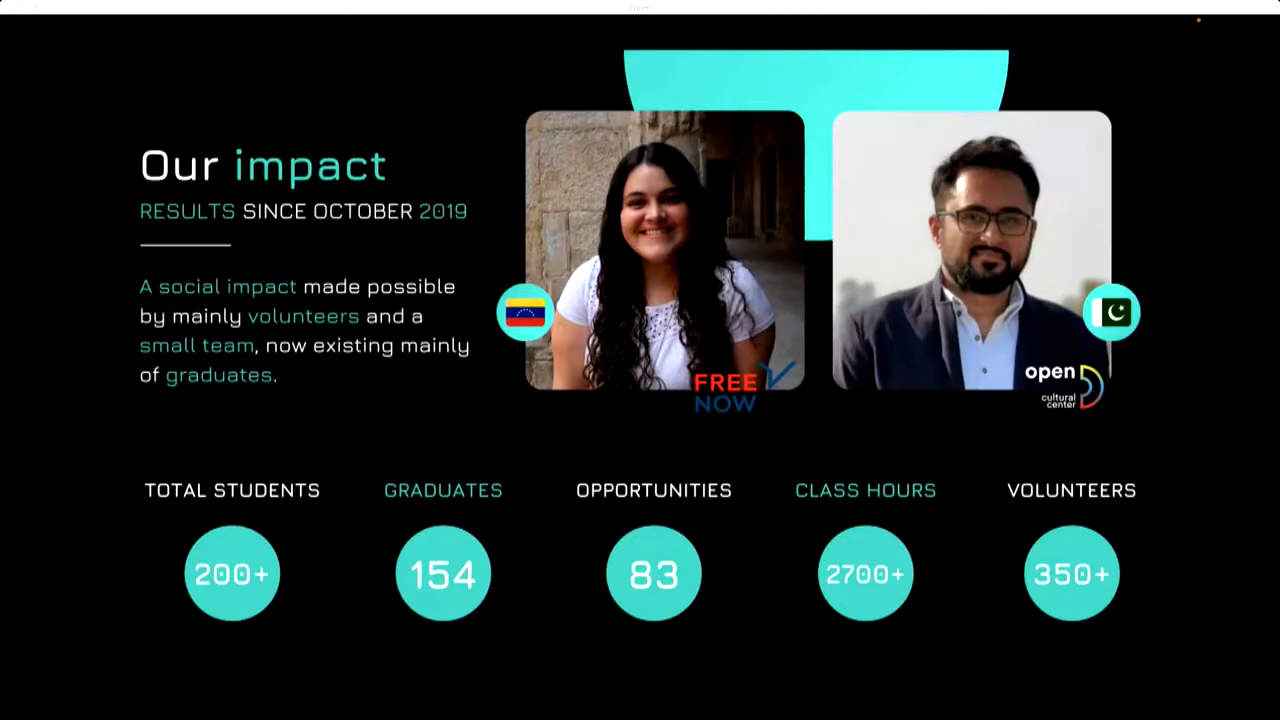 Our impact
RESULTS SINCE OCTOBER 2019
A social impact made possible
by mainly volunteers and a
small team, now existing mainly
of graduates.
FREE
NOW
open
cultural
center
TOTAL STUDENTS
GRADUATES
OPPORTUNITIES
CLASS HOURS
VOLUNTEERS
200+
154
83
2700+
350+